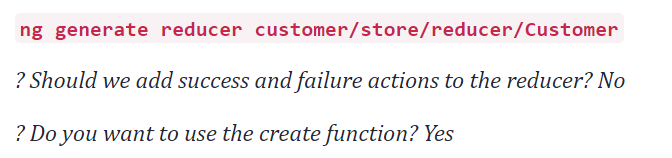 ng generate reducer customer/store/reducer/Customer
? Should we add success and failure actions to the reducer? No
? Do you want to use the create function? Yes